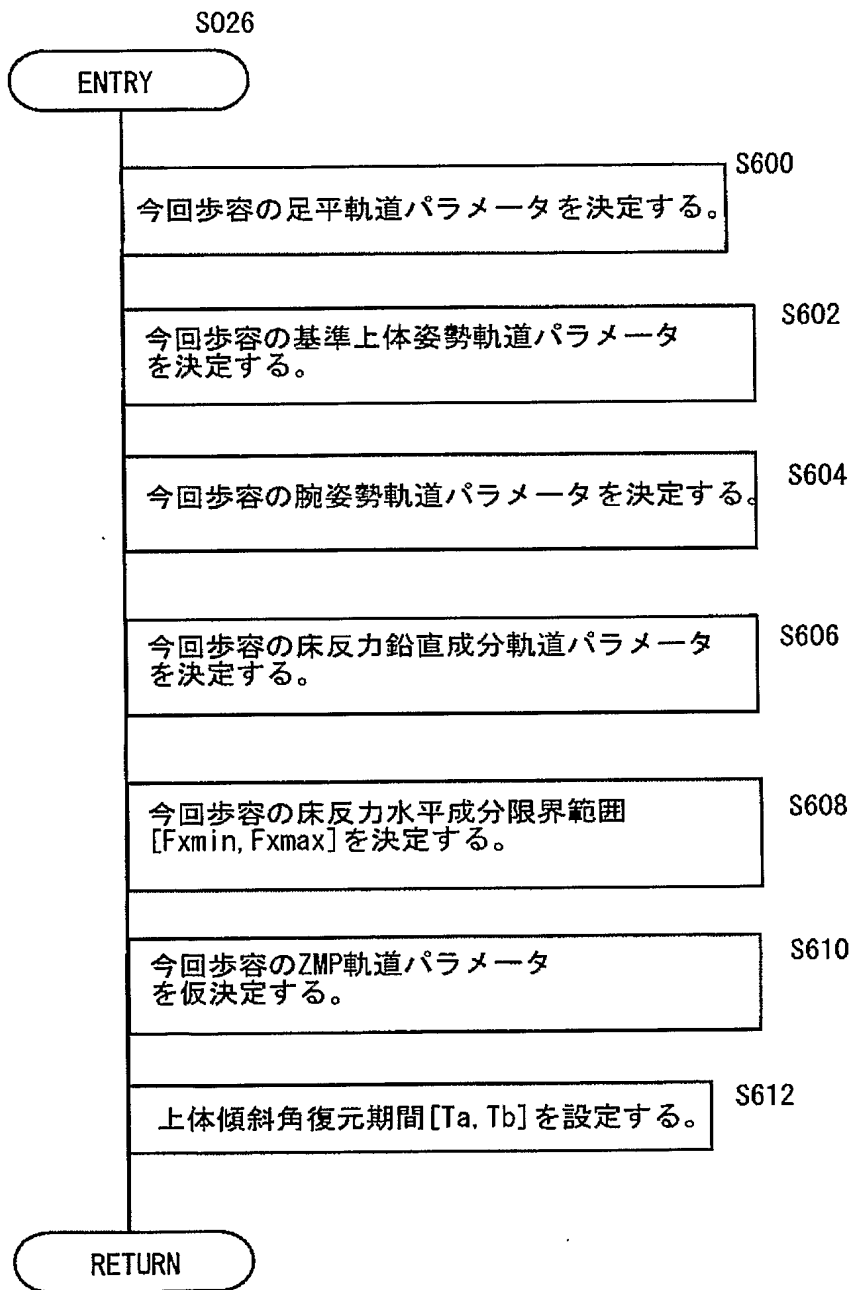 S026
ENTRY
S600
今回歩容の足平軌道パラメータを決定する。
S602
今回歩容の基準上体姿勢軌道パラメータ
を決定する。
S604
今回歩容の腕姿勢軌道パラメータを決定する。
S606
今回歩容の床反力鉛直成分軌道パラメータ
を決定する。
S608
今回歩容の床反力水平成分限界範囲
[Fxmin,Fxmax]を決定する。
S610
今回歩容のZMP軌道パラメータ
を仮決定する。
S612
上体傾斜角復元期間[Ta,Tb]を設定する。
RETURN